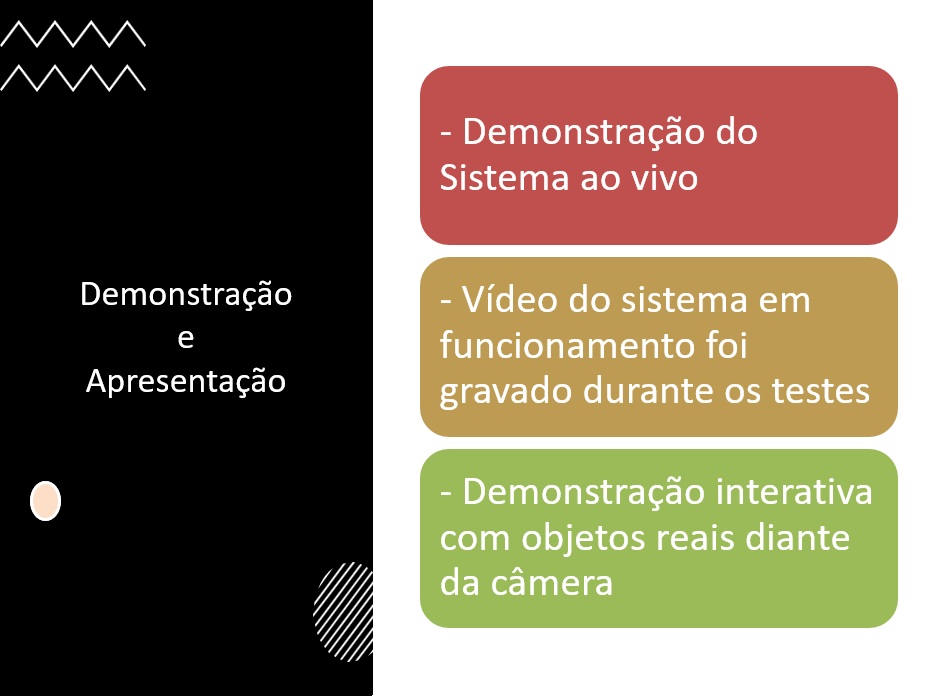 Demonstração
e
Apresentação
- Demonstração do
Sistema ao vivo
- Vídeo do sistema em
funcionamento foi
gravado durante os testes
- Demonstração interativa
com objetos reais diante
da câmera